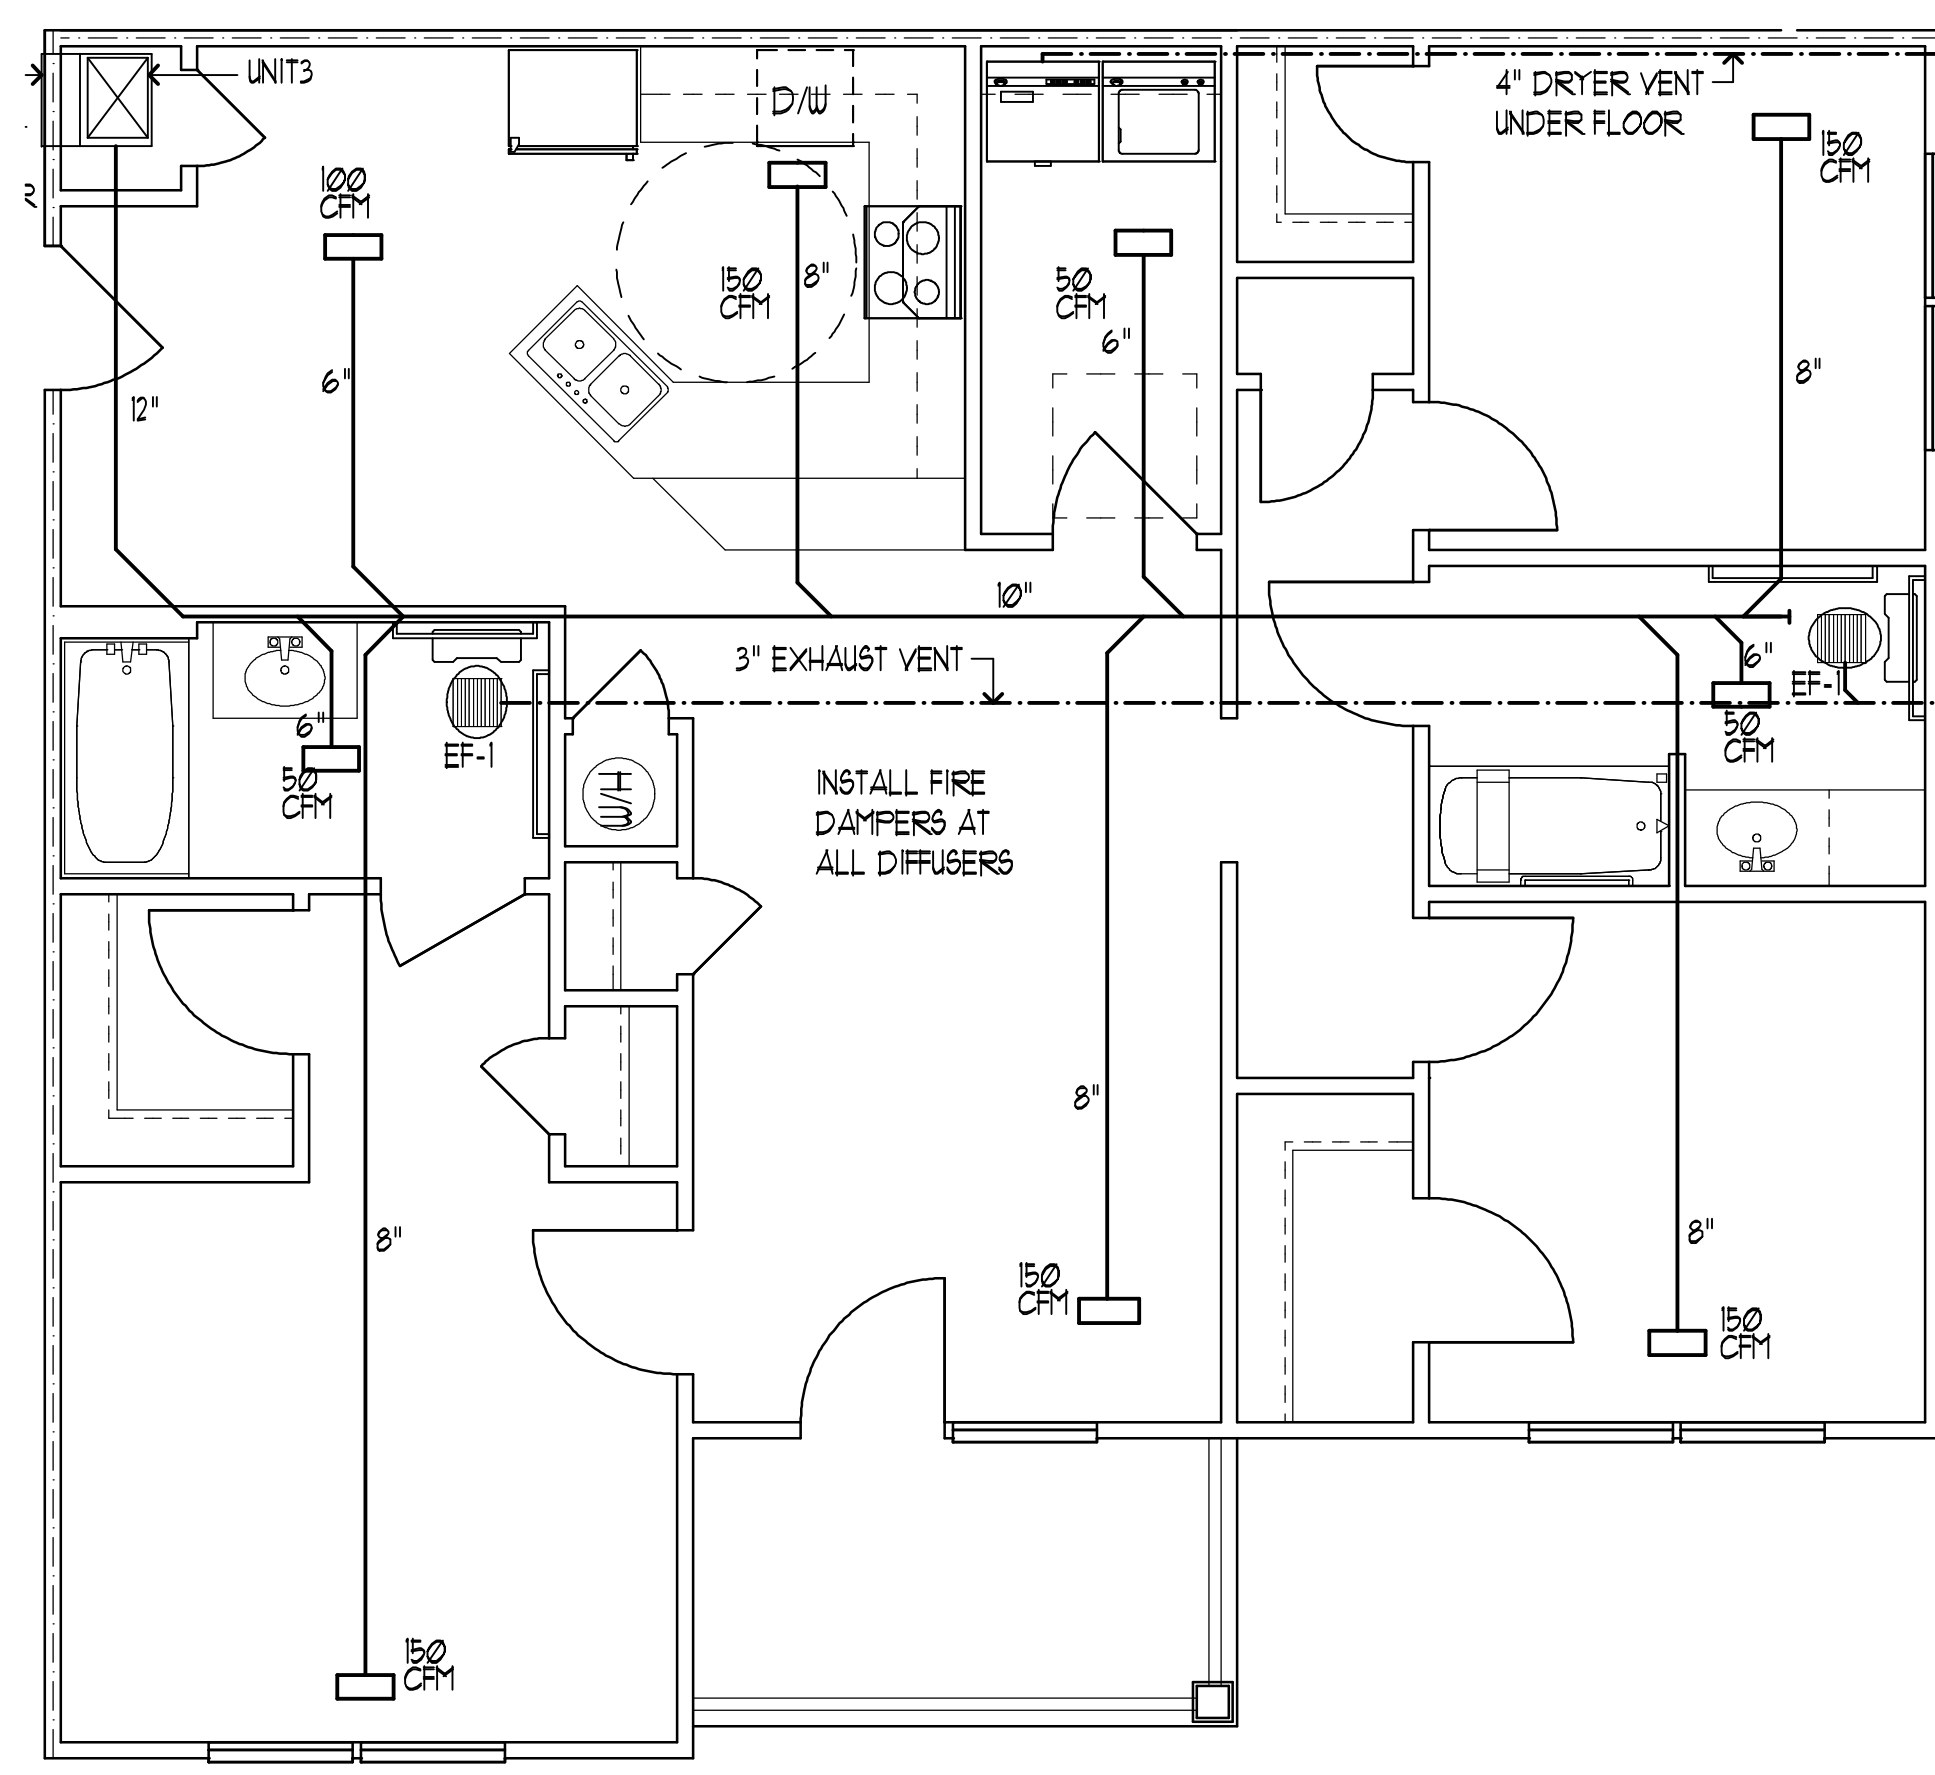 UNIT3
D/W
4" DRYER VENT
UNDER FLOOR
150
CFM
100
CFM
R
150
CFM
8"
50
CFM
6"
6"
8"
12"
10"
3" EXHAUST VENT
6"
EF-1
50
CFM
6"
EF-1
50
CFM
W/H
INSTALL FIRE
DAMPERS AT
ALL DIFFUSERS
8"
8"
8"
150
CFM
150
CFM
150
CFM